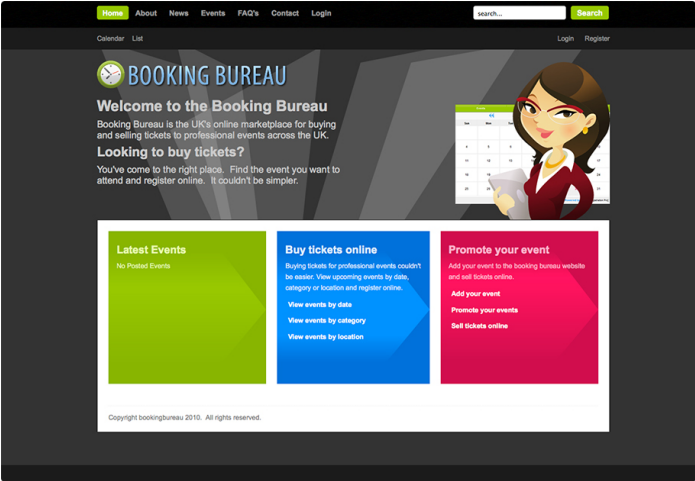 Home About News Events FAQ's Contact Login search... Search
Calendar List Login Register
BOOKING BUREAU
Welcome to the Booking Bureau
Booking Bureau is the UK's online marketplace for buying
and selling tickets to professional events across the UK.
Looking to buy tickets?
You've come to the right place. Find the event you want to
attend and register online. It couldn't be simpler.
Latest Events
No Posted Events
Buy tickets online
Buying tickets for professional events couldn't
be easier. View upcoming events by date,
category or location and register online.
View events by date
View events by category
View events by location
Promote your event
Add your event to the booking bureau website
and sell tickets online.
Add your event
Promote your events
Sell tickets online
Copyright bookingbureau 2010. All rights reserved.